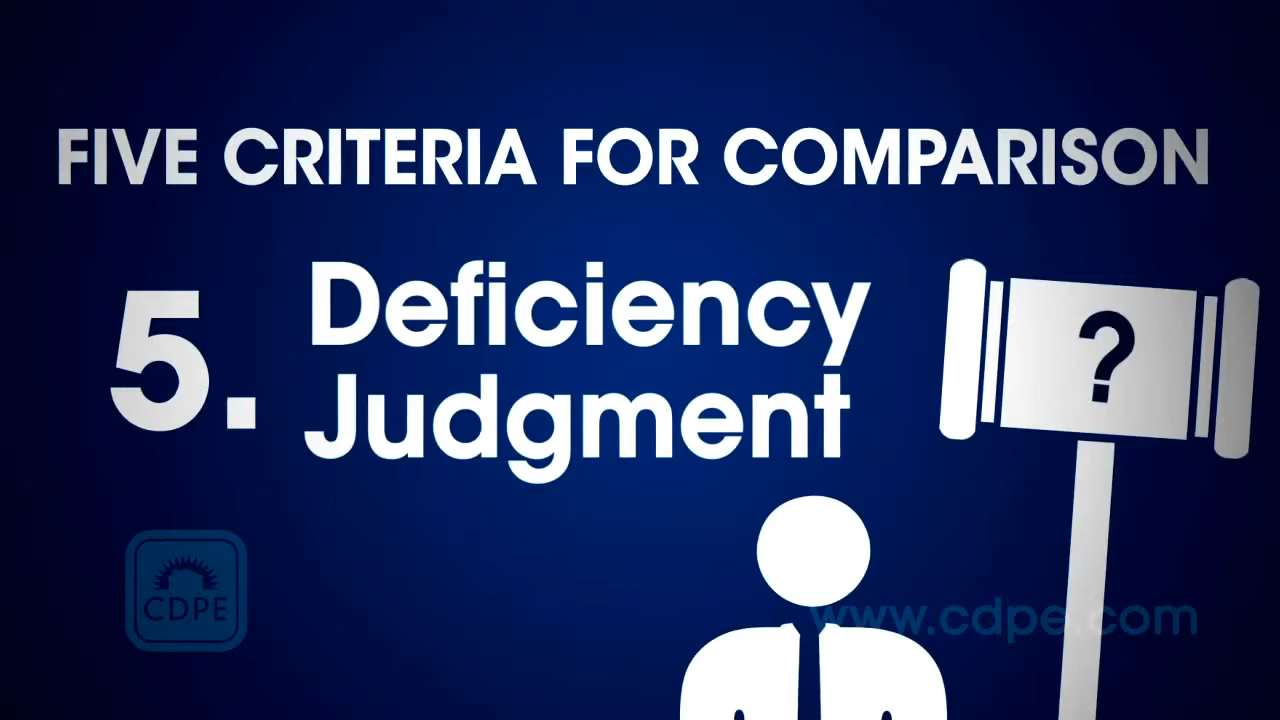 FIVE CRITERIA FOR COMPARISON
5. Deficiency
Judgment
?
CDPE
www.cdpe.com